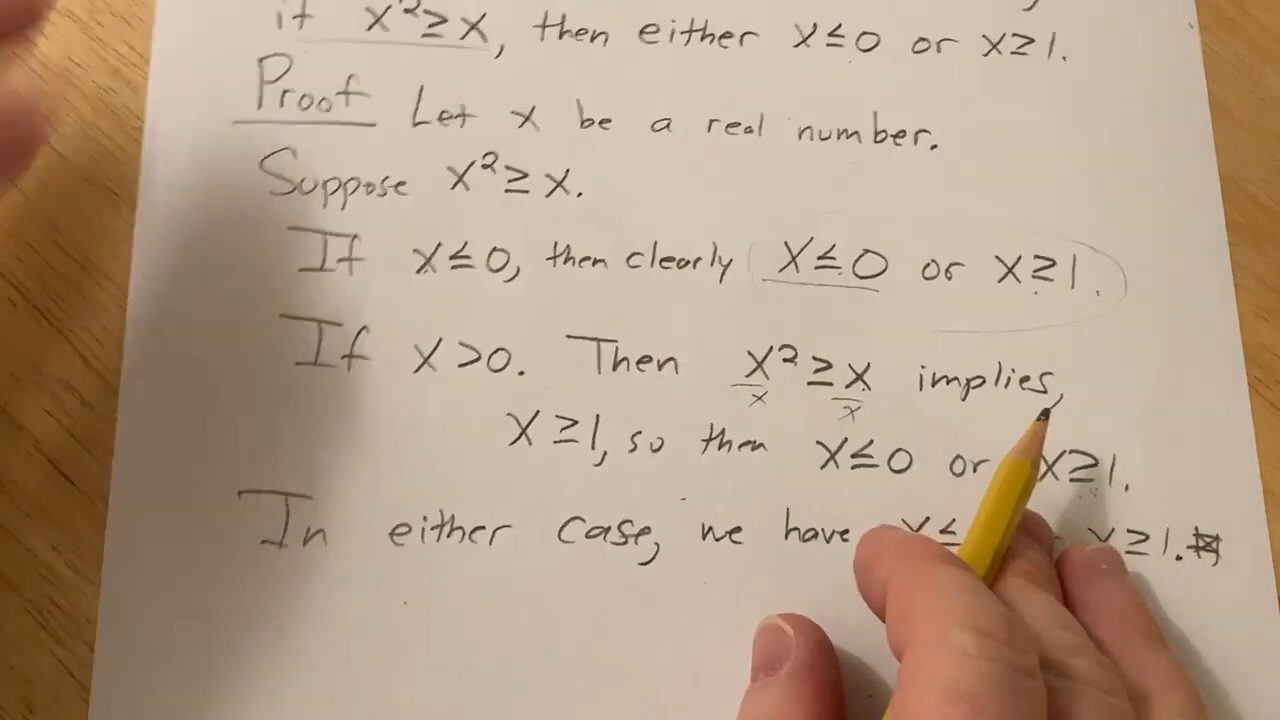 if x²≥x, then either x≤0 or x≥1.
Proof Let x be a real number.
Suppose x²≥x.
If x≤0, then clearly x≤0 or x≥1.
If x>0. Then x²/x ≥ x/x implies,
x≥1, so then x≤0 or x≥1.
In either case, we have x≤ x≥1.